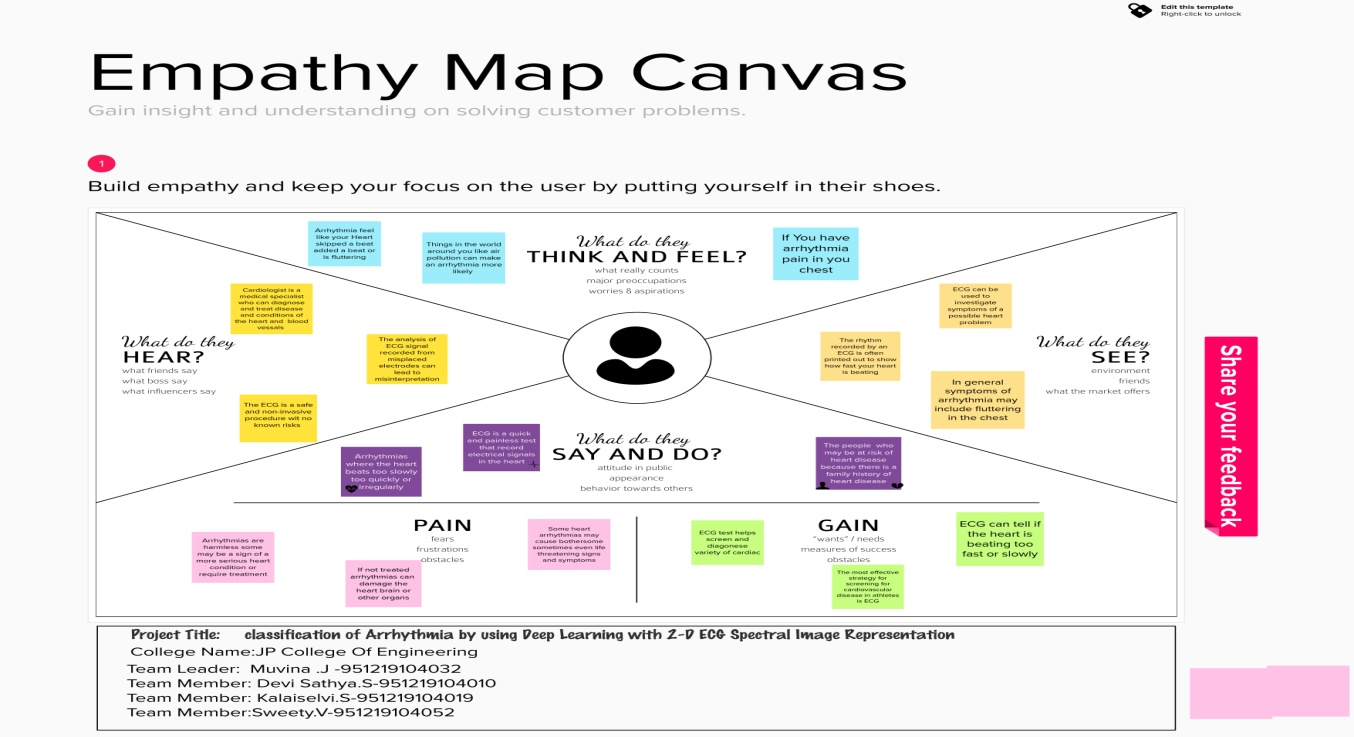 Edit this template
Right-click to unlock
Empathy Map Canvas
Gain insight and understanding on solving customer problems.
1
Build empathy and keep your focus on the user by putting yourself in their shoes.
Arrhythmia feel
like your Heart
skipped a beat
added a beat or
is fluttering
Things in the world
around you like air
pollution can make
an arrhythmia more
likely
What do they
THINK AND FEEL?
what really counts
major preoccupations
worries & aspirations
If You have
arrhythmia
pain in you
chest
Cardiologist is a
medical specialist
who can diagnose
and treat disease
and conditions of
the heart and blood
vessals
What do they
HEAR?
what friends say
what boss say
what influencers say
The analysis of
ECG signal
recorded from
misplaced
electrodes can
lead to
misinterpretation
The ECG is a safe
and non-invasive
procedure wit no
known risks
ECG can be
used to
investigate
symptoms of a
possible heart
problem
The rhythm
recorded by an
ECG is often
printed out to show
how fast your heart
is beating
What do they
SEE?
environment
friends
what the market offers
In general
symptoms of
arrhythmia may
include fluttering
in the chest
Arrhythmias
where the heart
beats too slowly
too quickly or
irregularly
ECG is a quick
and painless test
that record
electrical signals
in the heart
What do they
SAY AND DO?
attitude in public
appearance
behavior towards others
The people who
may be at risk of
heart disease
because there is a
family history of
heart disease
PAIN
fears
frustrations
obstacles
Arrhythmias are
harmless some
may be a sign of a
more serious heart
condition or
require treatment
If not treated
arrhythmias can
damage the
heart brain or
other organs
Some heart
arrhythmias may
cause bothersome
sometimes even life
threatening signs
and symptoms
GAIN
“wants” / needs
measures of success
obstacles
ECG test helps
screen and
diagonese
variety of cardiac
The most effective
strategy for
screening for
cardiovascular
disease in athletes
is ECG
ECG can tell if
the heart is
beating too
fast or slowly
Share your feedback
Project Title: classification of Arrhythmia by using Deep Learning with 2-D ECG Spectral Image Representation
College Name:JP College Of Engineering
Team Leader: Muvina .J -951219104032
Team Member: Devi Sathya.S-951219104010
Team Member: Kalaiselvi.S-951219104019
Team Member:Sweety.V-951219104052